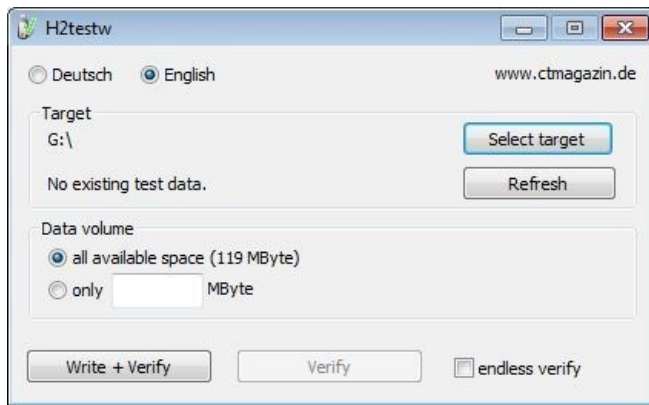 H2testw
Deutsch English www.ctmagazin.de
Target
G:\ Select target
No existing test data. Refresh
Data volume
all available space (119 MByte)
only MByte
Write + Verify Verify endless verify